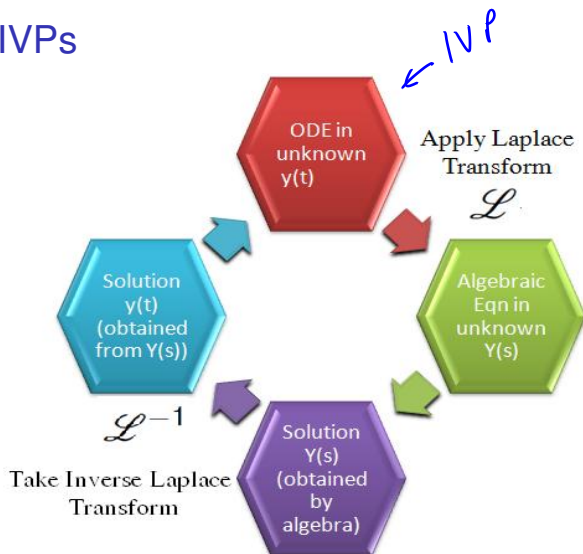 IVPs
IVP
ODE in
unknown
y(t)
Apply Laplace
Transform
ℒ
Algebraic
Eqn in
unknown
Y(s)
Solution
Y(s)
(obtained
by
algebra)
ℒ⁻¹
Take Inverse Laplace
Transform
Solution
y(t)
(obtained
from Y(s))